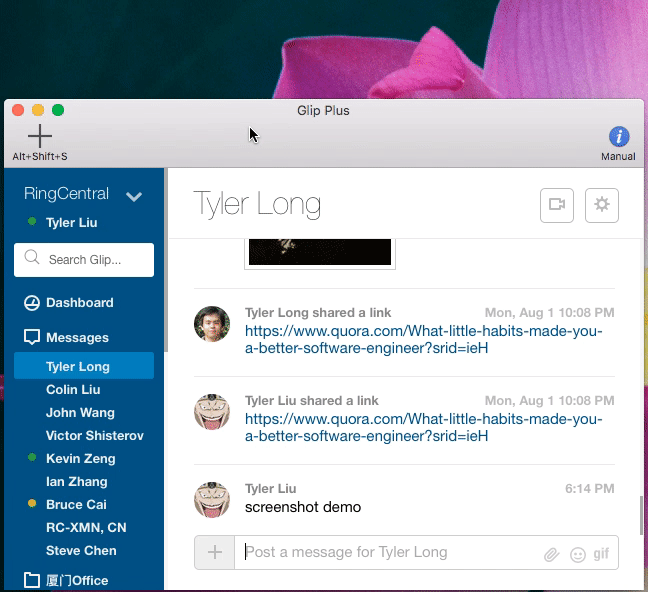 Glip Plus
Alt+Shift+S
Manual
RingCentral
Tyler Liu
Search Glip...
Dashboard
Messages
Tyler Long
Colin Liu
John Wang
Victor Shisterov
Kevin Zeng
Ian Zhang
Bruce Cai
RC-XMN, CN
Steve Chen
厦门Office
Tyler Long
Tyler Long shared a link Mon, Aug 1 10:08 PM
https://www.quora.com/What-little-habits-made-you-
a-better-software-engineer?srid=ieH
Tyler Liu shared a link Mon, Aug 1 10:08 PM
https://www.quora.com/What-little-habits-made-you-
a-better-software-engineer?srid=ieH
Tyler Liu 6:14 PM
screenshot demo
Post a message for Tyler Long gif